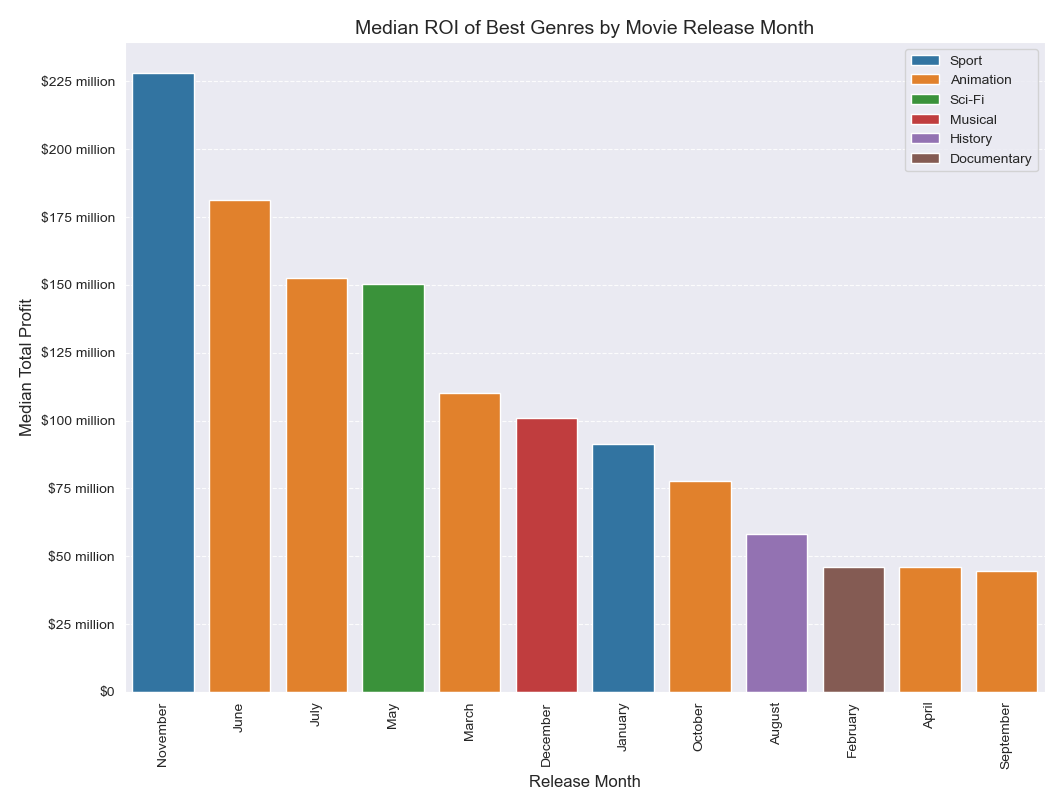 Median ROI of Best Genres by Movie Release Month
Sport
Animation
Sci-Fi
Musical
History
Documentary
Median Total Profit
$225 million
$200 million
$175 million
$150 million
$125 million
$100 million
$75 million
$50 million
$25 million
$0
November
June
July
May
March
December
January
October
August
February
April
September
Release Month